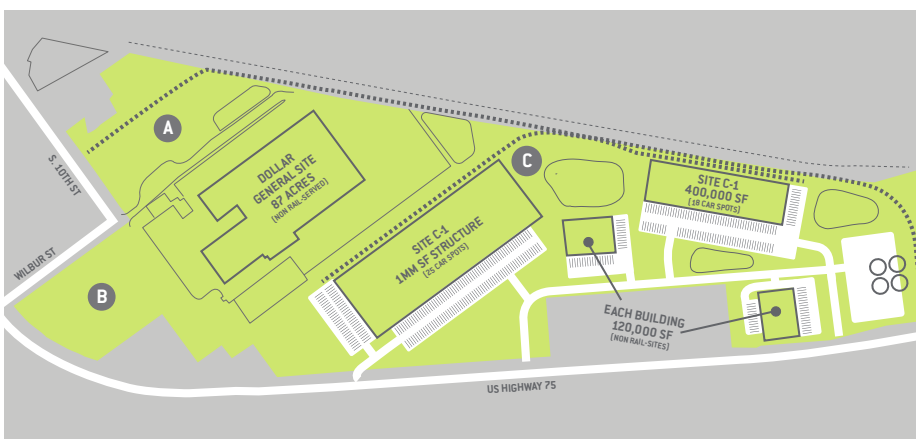 A
S. 10TH ST
DOLLAR
GENERAL SITE
87 ACRES
(NON RAIL-SERVED)
WILBUR ST
B
C
SITE C-1
1MM SF STRUCTURE
(25 CAR SPOTS)
SITE C-1
400,000 SF
(18 CAR SPOTS)
EACH BUILDING
120,000 SF
(NON RAIL-SITES)
US HIGHWAY 75